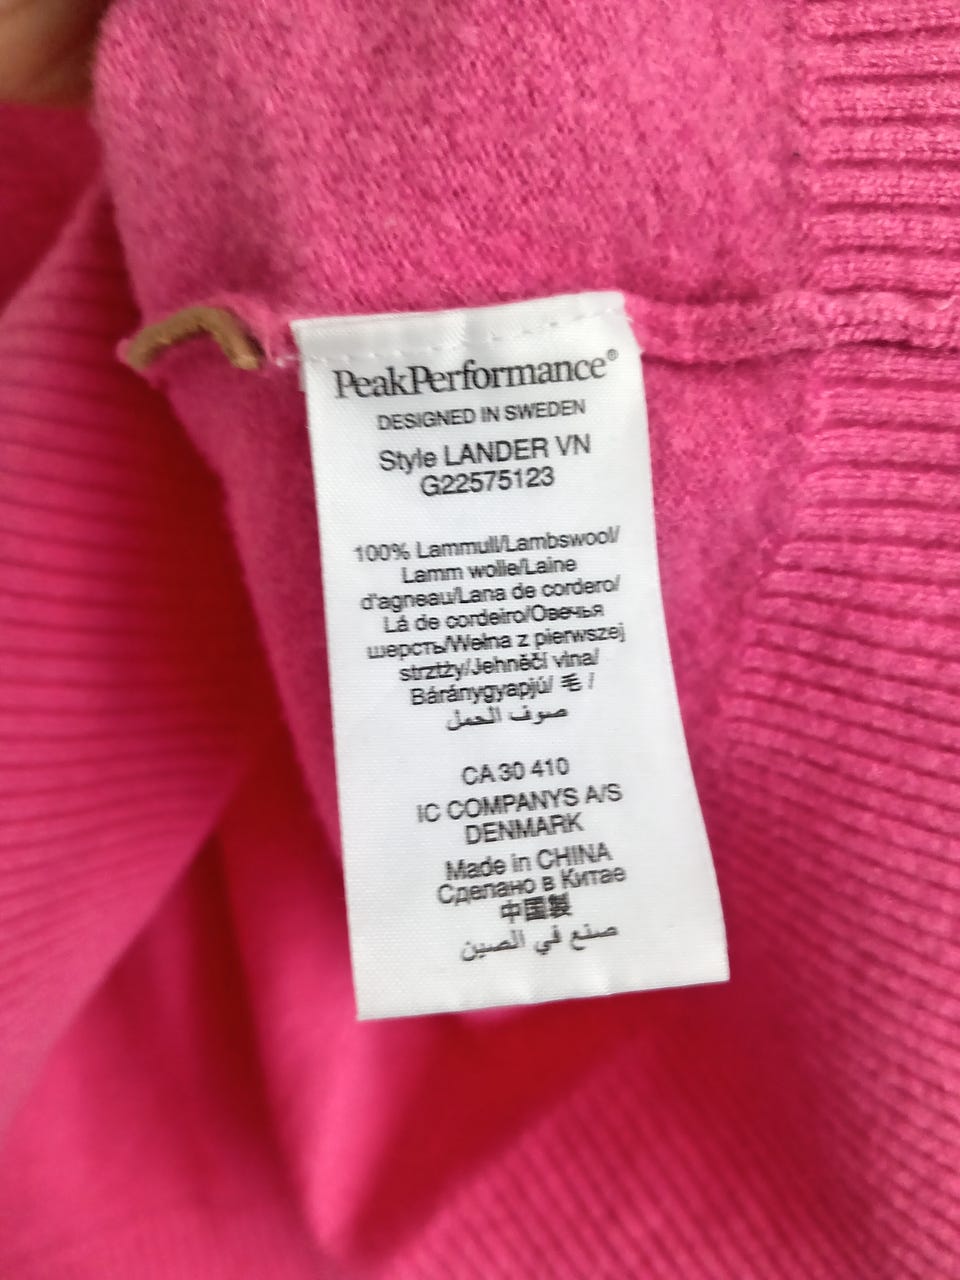 PeakPerformance®
DESIGNED IN SWEDEN
Style LANDER VN
G22575123
100% Lammull/Lambswool/
Lamm wolle/Laine
d'agneau/Lana de cordero/
Lá de cordeiro/Овечья
шерсть/Wełna z pierwszej
strztży/Jehněčí vlna/
Báránygyapjú/ 毛 /
صوف الحمل
CA 30 410
IC COMPANYS A/S
DENMARK
Made in CHINA
Сделано в Китае
中国製
صنع في الصين